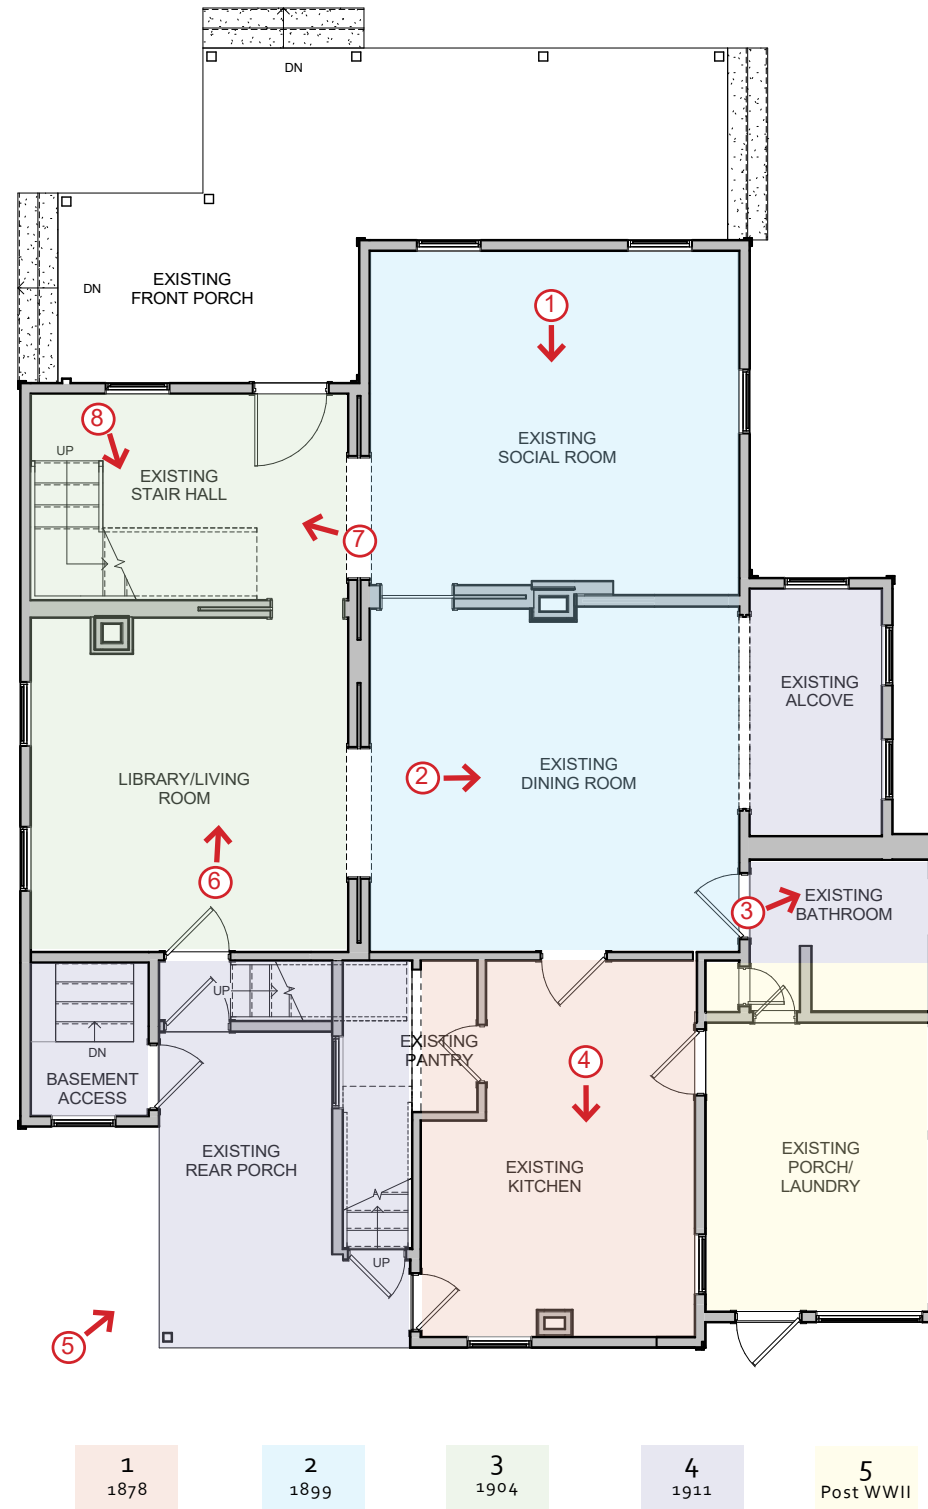 DN
DN
EXISTING
FRONT PORCH
1
8
UP
EXISTING
STAIR HALL
EXISTING
SOCIAL ROOM
7
EXISTING
ALCOVE
LIBRARY/LIVING
ROOM
2
EXISTING
DINING ROOM
6
3
EXISTING
BATHROOM
UP
DN
BASEMENT
ACCESS
EXISTING
PANTRY
4
EXISTING
REAR PORCH
EXISTING
KITCHEN
EXISTING
PORCH/
LAUNDRY
UP
5
1
1878
2
1899
3
1904
4
1911
5
Post WWII